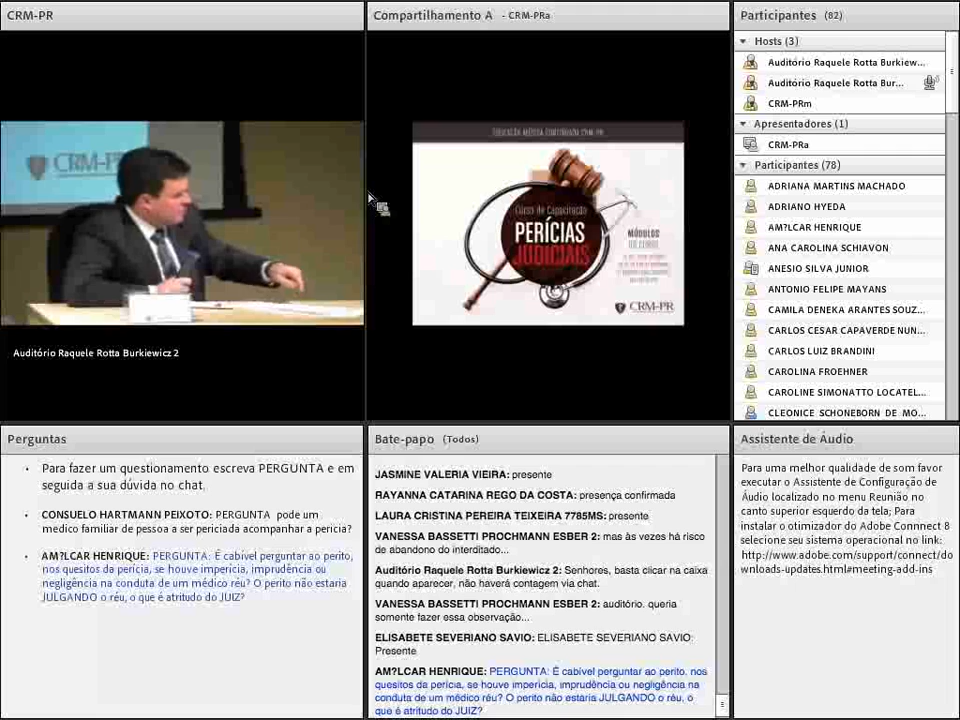 CRM-PR
Compartilhamento A - CRM-PRa
Participantes (82)
Hosts (3)
Auditório Raquele Rotta Burkiew...
Auditório Raquele Rotta Bur...
CRM-PRm
Apresentadores (1)
CRM-PRa
Participantes (78)
ADRIANA MARTINS MACHADO
ADRIANO HYEDA
AM?LCAR HENRIQUE
ANA CAROLINA SCHIAVON
ANESIO SILVA JUNIOR
ANTONIO FELIPE MAYANS
CAMILA DENEKA ARANTES SOUZ...
CARLOS CESAR CAPAVERDE NUN...
CARLOS LUIZ BRANDINI
CAROLINA FROEHNER
CAROLINE SIMONATTO LOCATEL...
CLEONICE SCHONEBORN DE MO...
CRM-PR
EDUCAÇÃO MÉDICA CONTINUADA CRM-PR
Curso de Capacitação
PERÍCIAS
JUDICIAIS
MÓDULOS
DO CURSO
CRM-PR
Auditório Raquele Rotta Burkiewicz 2
Perguntas
• Para fazer um questionamento escreva PERGUNTA e em
seguida a sua dúvida no chat.
• CONSUELO HARTMANN PEIXOTO: PERGUNTA pode um
medico familiar de pessoa a ser periciada acompanhar a perícia?
• AM?LCAR HENRIQUE: PERGUNTA: É cabível perguntar ao perito,
nos quesitos da perícia, se houve imperícia, imprudência ou
negligência na conduta de um médico réu? O perito não estaria
JULGANDO o réu, o que é atritudo do JUIZ?
Bate-papo (Todos)
JASMINE VALERIA VIEIRA: presente
RAYANNA CATARINA REGO DA COSTA: presença confirmada
LAURA CRISTINA PEREIRA TEIXEIRA 7785MS: presente
VANESSA BASSETTI PROCHMANN ESBER 2: mas às vezes há risco
de abandono do interditado...
Auditório Raquele Rotta Burkiewicz 2: Senhores, basta clicar na caixa
quando aparecer, não haverá contagem via chat.
VANESSA BASSETTI PROCHMANN ESBER 2: auditório. queria
somente fazer essa observação...
ELISABETE SEVERIANO SAVIO: ELISABETE SEVERIANO SAVIO:
Presente
AM?LCAR HENRIQUE: PERGUNTA: É cabível perguntar ao perito, nos
quesitos da perícia, se houve imperícia, imprudência ou negligência na
conduta de um médico réu? O perito não estaria JULGANDO o réu, o
que é atritudo do JUIZ?
Assistente de Áudio
Para uma melhor qualidade de som favor
executar o Assistente de Configuração de
Áudio localizado no menu Reunião no
canto superior esquerdo da tela; Para
instalar o otimizador do Adobe Connnect 8
selecione seu sistema operacional no link:
http://www.adobe.com/support/connect/do
wnloads-updates.html#meeting-add-ins